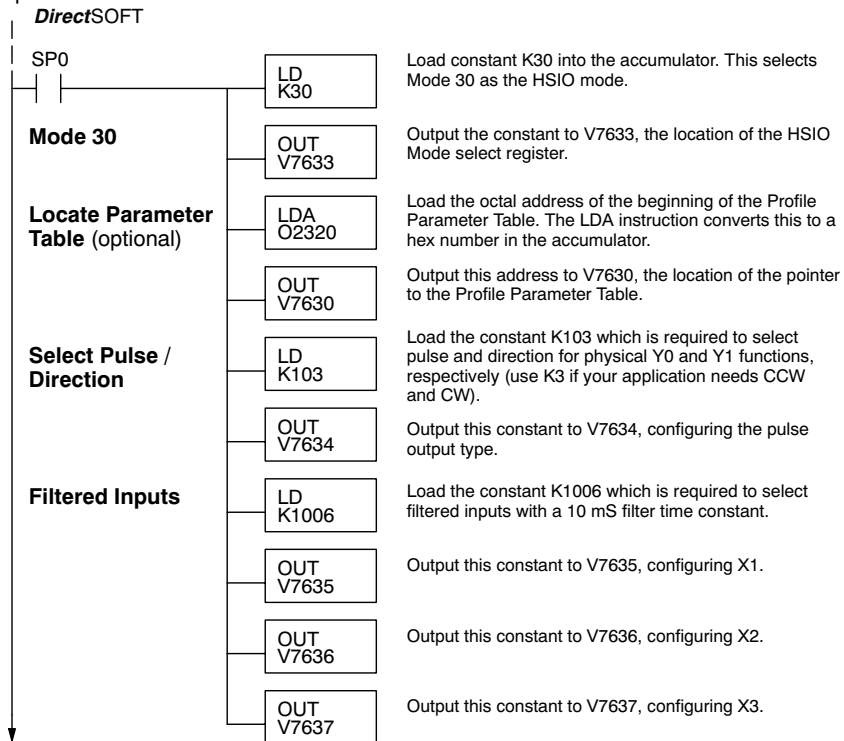 DirectSOFT
SP0
LD
K30
Load constant K30 into the accumulator. This selects
Mode 30 as the HSIO mode.
Mode 30
OUT
V7633
Output the constant to V7633, the location of the HSIO
Mode select register.
Locate Parameter
Table (optional)
LDA
O2320
Load the octal address of the beginning of the Profile
Parameter Table. The LDA instruction converts this to a
hex number in the accumulator.
OUT
V7630
Output this address to V7630, the location of the pointer
to the Profile Parameter Table.
Select Pulse /
Direction
LD
K103
Load the constant K103 which is required to select
pulse and direction for physical Y0 and Y1 functions,
respectively (use K3 if your application needs CCW
and CW).
OUT
V7634
Output this constant to V7634, configuring the pulse
output type.
Filtered Inputs
LD
K1006
Load the constant K1006 which is required to select
filtered inputs with a 10 mS filter time constant.
OUT
V7635
Output this constant to V7635, configuring X1.
OUT
V7636
Output this constant to V7636, configuring X2.
OUT
V7637
Output this constant to V7637, configuring X3.